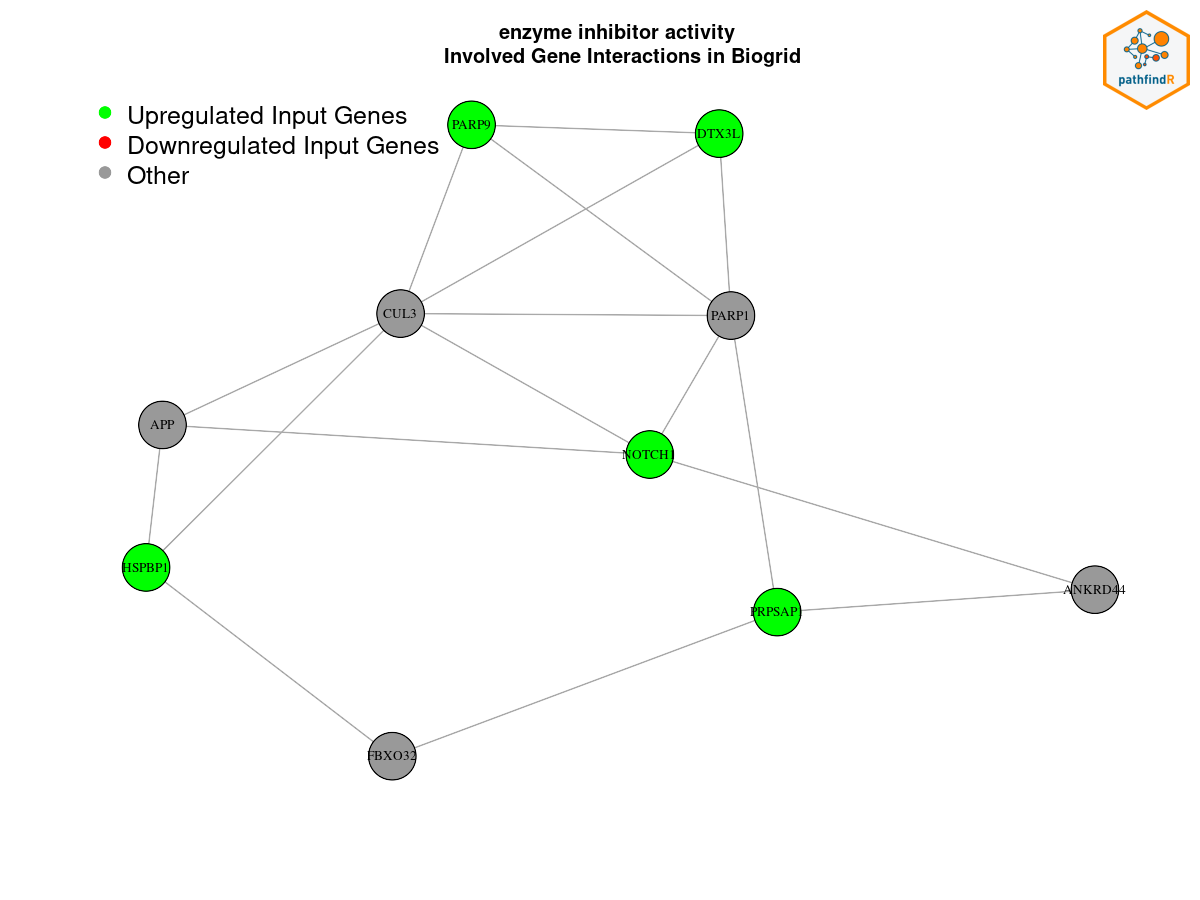 enzyme inhibitor activity
Involved Gene Interactions in Biogrid
pathfindR
Upregulated Input Genes
Downregulated Input Genes
Other
PARP9
DTX3L
CUL3
PARP1
APP
NOTCH1
HSPBP1
ANKRD44
PRPSAP
FBXO32